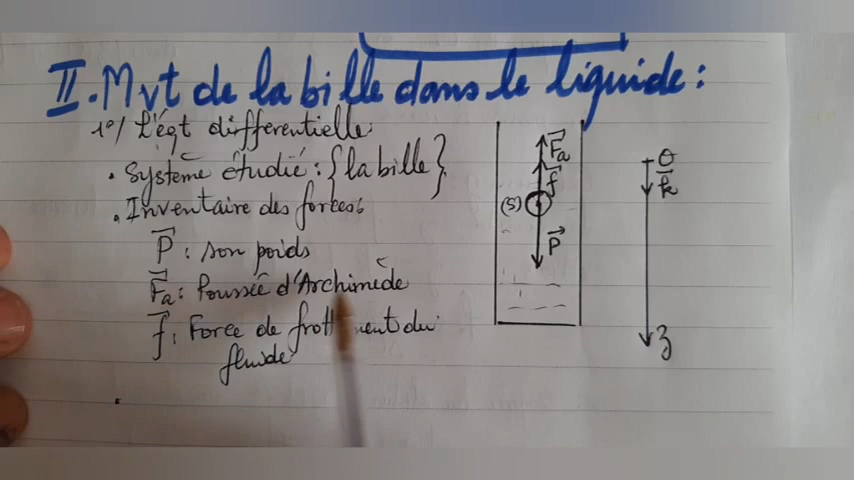 II. Mvt de la bille dans le liquide :
1°/ l'éqt différentielle:
. Système étudié : {la bille}
. Inventaire des forces:
P : son poids
Fa : Poussée d'Archimède
f : Force de frottement du
fluide
.
Fa
f
(S)
P
O
k
z